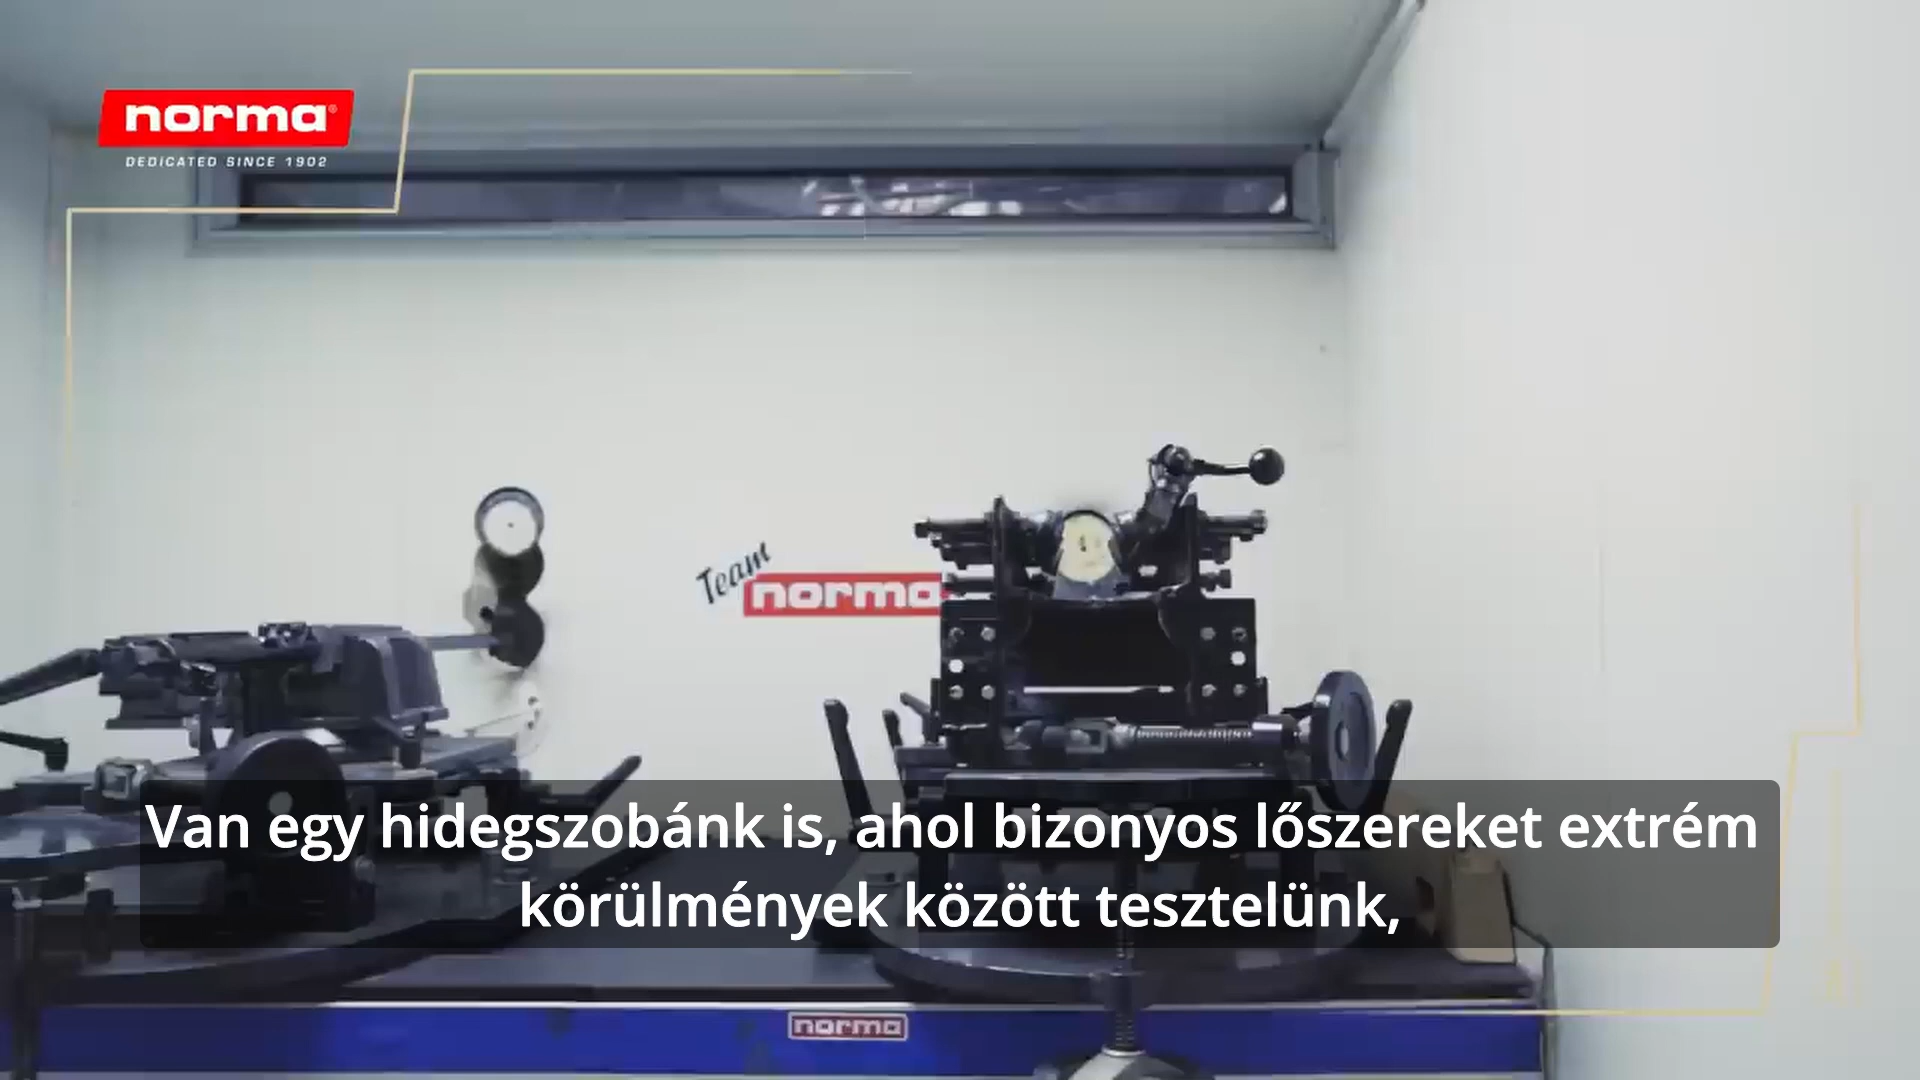 norma®
DEDICATED SINCE 1902
Team
norma
Van egy hidegszobánk is, ahol bizonyos lőszereket extrém
körülmények között tesztelünk,
norma